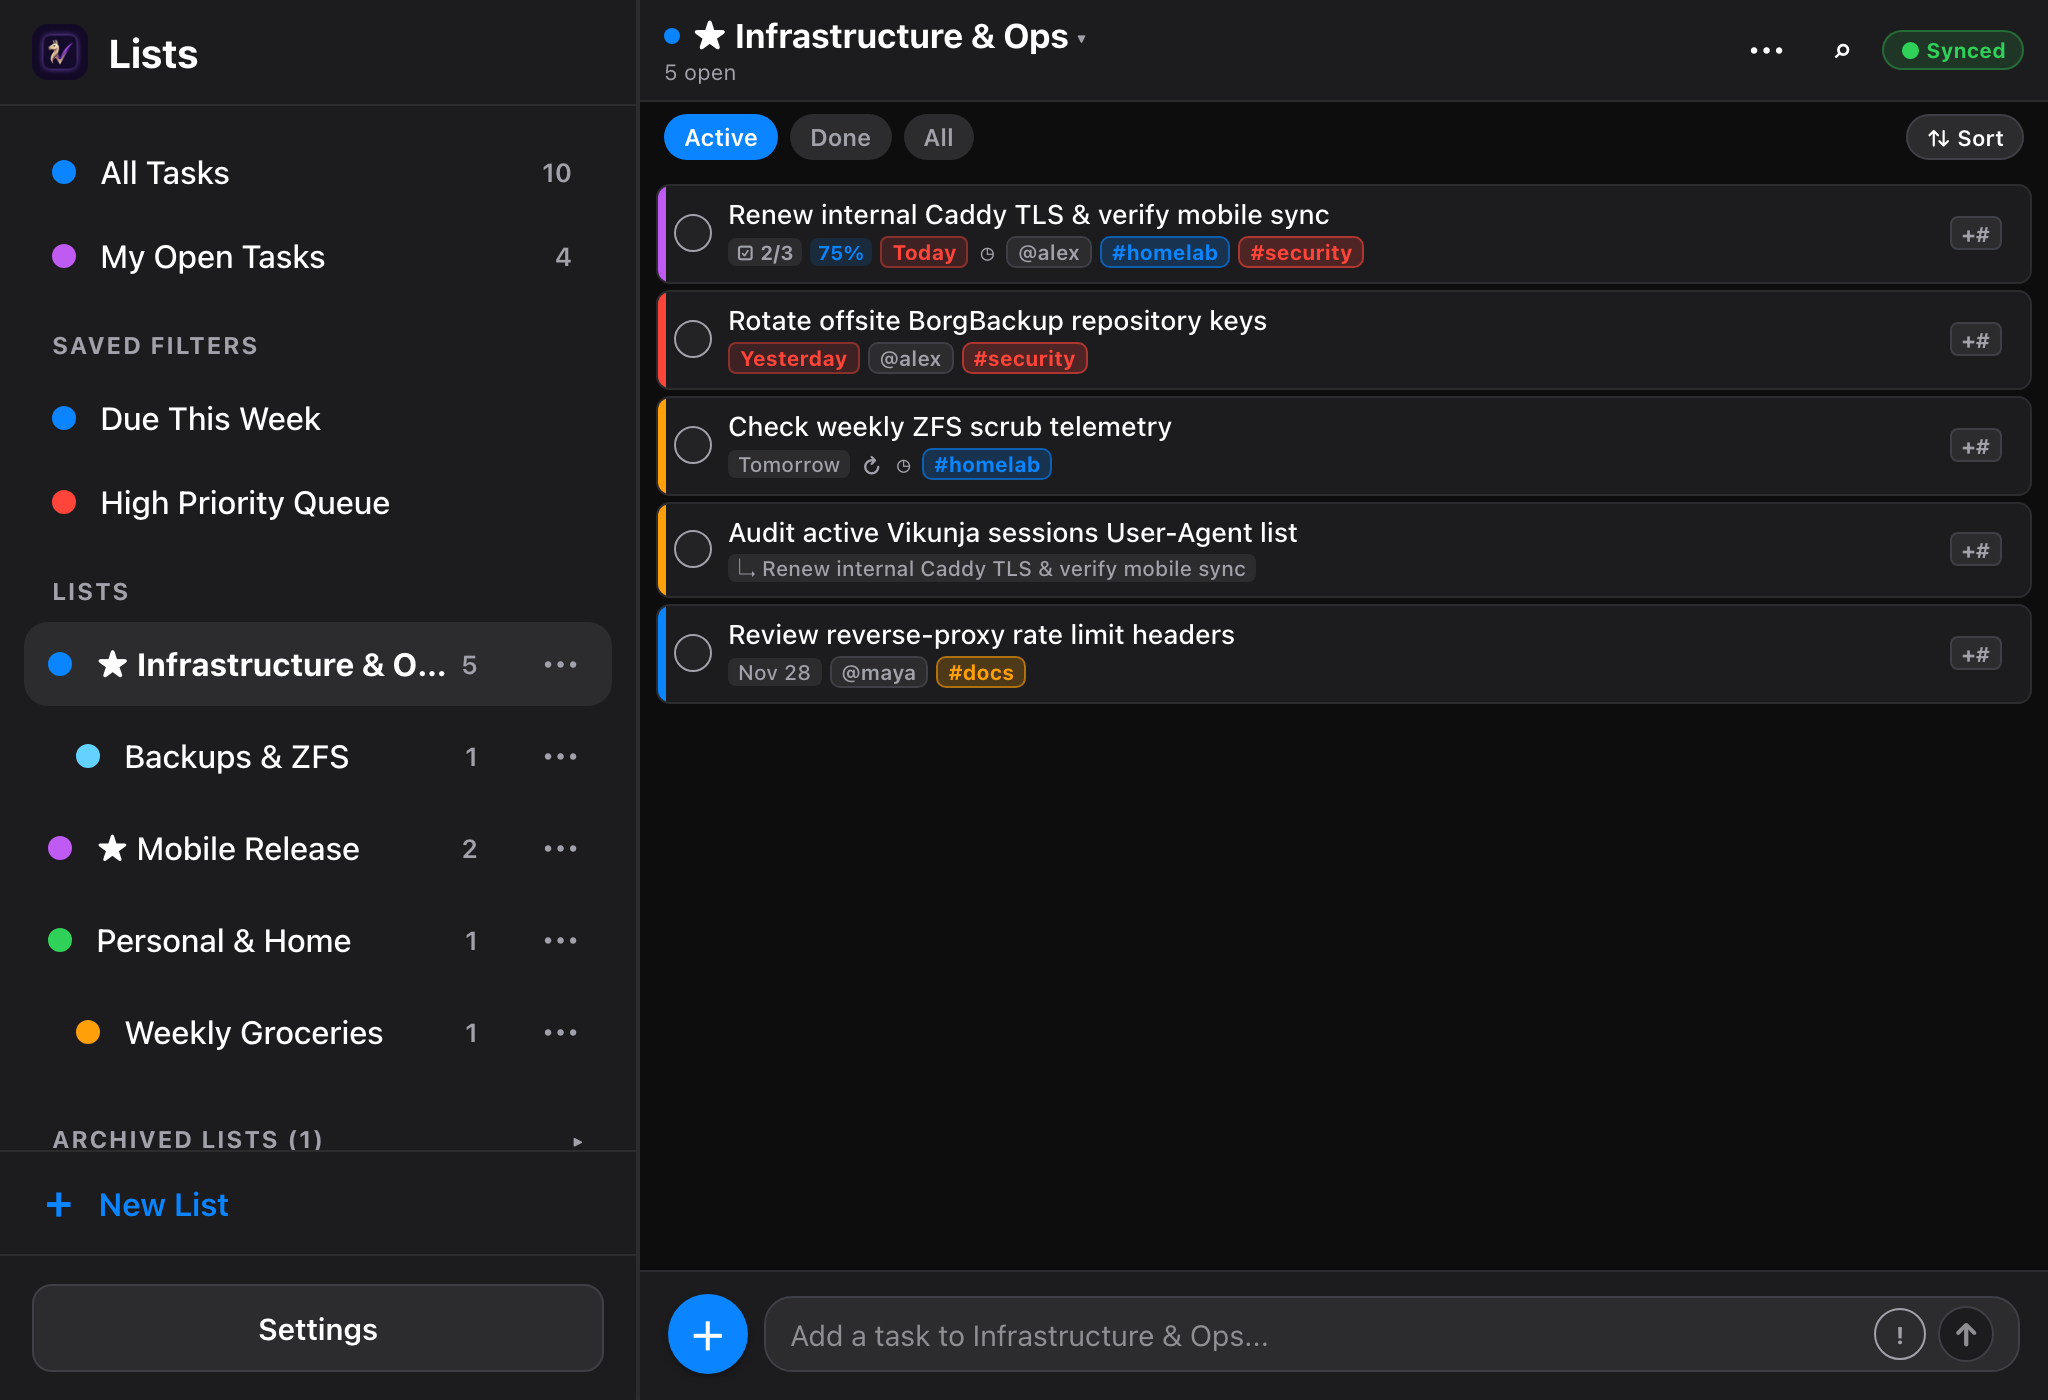 Lists
All Tasks 10
My Open Tasks 4
SAVED FILTERS
Due This Week
High Priority Queue
LISTS
★ Infrastructure & O... 5
Backups & ZFS 1
★ Mobile Release 2
Personal & Home 1
Weekly Groceries 1
ARCHIVED LISTS (1)
+ New List
Settings
★ Infrastructure & Ops
5 open
Synced
Active Done All
Sort
Renew internal Caddy TLS & verify mobile sync
2/3 75% Today @alex #homelab #security
+#
Rotate offsite BorgBackup repository keys
Yesterday @alex #security
+#
Check weekly ZFS scrub telemetry
Tomorrow #homelab
+#
Audit active Vikunja sessions User-Agent list
Renew internal Caddy TLS & verify mobile sync
+#
Review reverse-proxy rate limit headers
Nov 28 @maya #docs
+#
+ Add a task to Infrastructure & Ops... !